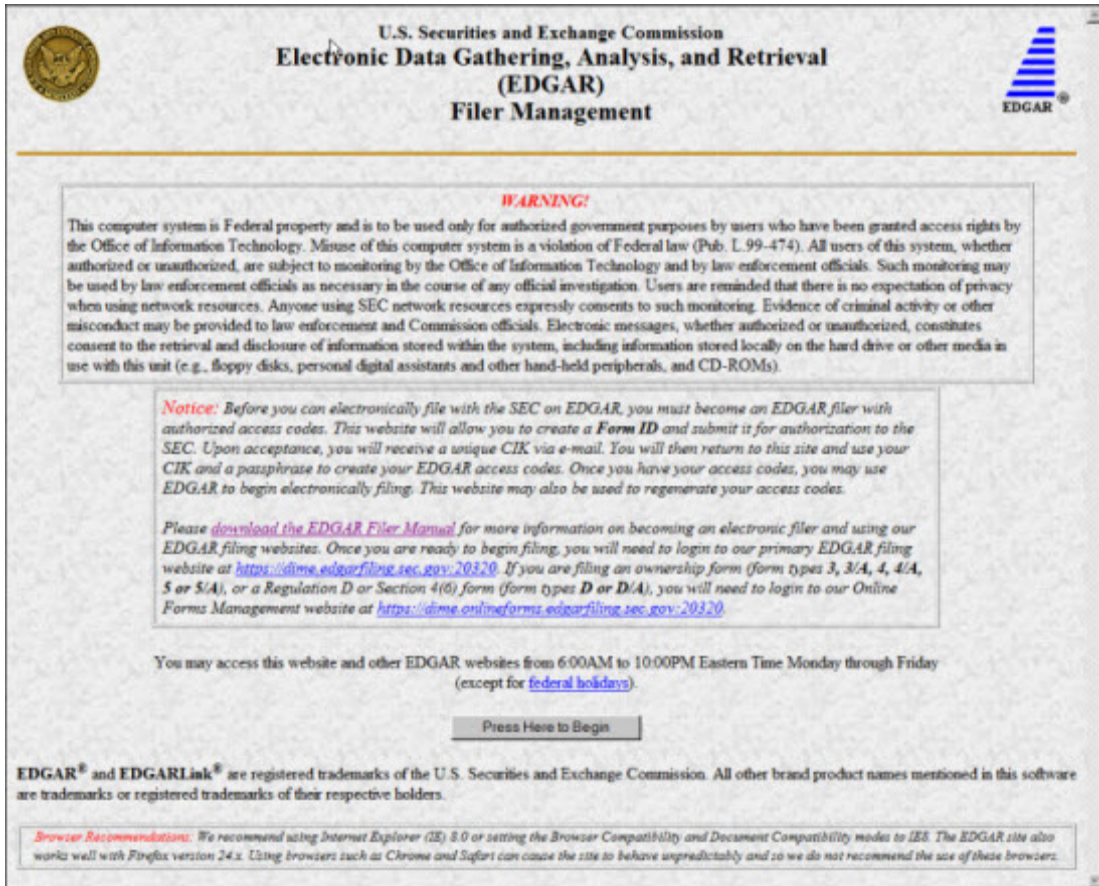 U.S. Securities and Exchange Commission
Electronic Data Gathering, Analysis, and Retrieval
(EDGAR)
Filer Management
EDGAR®
WARNING!
This computer system is Federal property and is to be used only for authorized government purposes by users who have been granted access rights by
the Office of Information Technology. Misuse of this computer system is a violation of Federal law (Pub. L.99-474). All users of this system, whether
authorized or unauthorized, are subject to monitoring by the Office of Information Technology and by law enforcement officials. Such monitoring may
be used by law enforcement officials as necessary in the course of any official investigation. Users are reminded that there is no expectation of privacy
when using network resources. Anyone using SEC network resources expressly consents to such monitoring. Evidence of criminal activity or other
misconduct may be provided to law enforcement and Commission officials. Electronic messages, whether authorized or unauthorized, constitutes
consent to the retrieval and disclosure of information stored within the system, including information stored locally on the hard drive or other media in
use with this unit (e.g., floppy disks, personal digital assistants and other hand-held peripherals, and CD-ROMs).
Notice: Before you can electronically file with the SEC on EDGAR, you must become an EDGAR filer with
authorized access codes. This website will allow you to create a Form ID and submit it for authorization to the
SEC. Upon acceptance, you will receive a unique CIK via e-mail. You will then return to this site and use your
CIK and a passphrase to create your EDGAR access codes. Once you have your access codes, you may use
EDGAR to begin electronically filing. This website may also be used to regenerate your access codes.
Please download the EDGAR Filer Manual for more information on becoming an electronic filer and using our
EDGAR filing websites. Once you are ready to begin filing, you will need to login to our primary EDGAR filing
website at https://dime.edgarfiling.sec.gov:20320. If you are filing an ownership form (form types 3, 3/A, 4, 4/A,
5 or 5/A), or a Regulation D or Section 4(6) form (form types D or D/A), you will need to login to our Online
Forms Management website at https://dime.onlineforms.edgarfiling.sec.gov:20320.
You may access this website and other EDGAR websites from 6:00AM to 10:00PM Eastern Time Monday through Friday
(except for federal holidays).
Press Here to Begin
EDGAR® and EDGARLink® are registered trademarks of the U.S. Securities and Exchange Commission. All other brand product names mentioned in this software
are trademarks or registered trademarks of their respective holders.
Browser Recommendations: We recommend using Internet Explorer (IE) 8.0 or setting the Browser Compatibility and Document Compatibility modes to IE8. The EDGAR site also
works well with Firefox version 24.x. Using browsers such as Chrome and Safari can cause the site to behave unpredictably and so we do not recommend the use of these browsers.